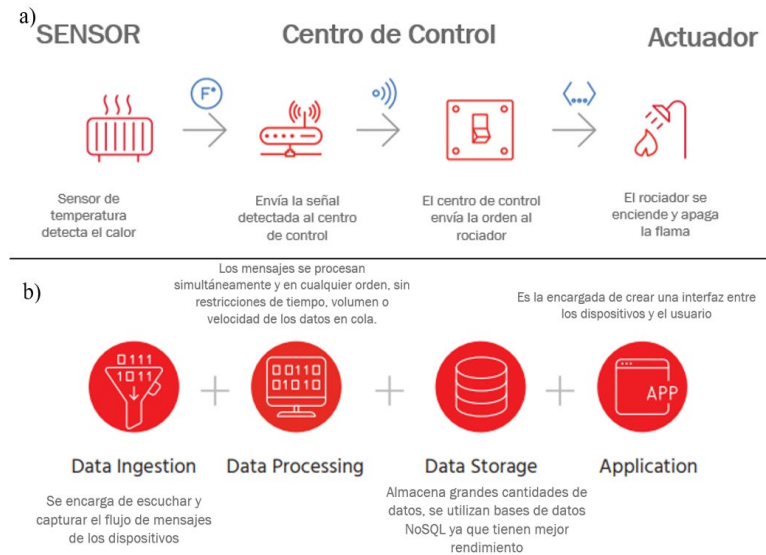 a)
SENSOR
Centro de Control
Actuador
F°
Sensor de
temperatura
detecta el calor
Envía la señal
detectada al centro
de control
El centro de control
envía la orden al
rociador
El rociador se
enciende y apaga
la flama
b)
Los mensajes se procesan
simultáneamente y en cualquier orden, sin
restricciones de tiempo, volumen o
velocidad de los datos en cola.
Es la encargada de crear una interfaz entre
los dispositivos y el usuario
0111
1011
00110
01010
APP
Data Ingestion
Data Processing
Data Storage
Application
Se encarga de escuchar y
capturar el flujo de mensajes
de los dispositivos
Almacena grandes cantidades de
datos, se utilizan bases de datos
NoSQL ya que tienen mejor
rendimiento